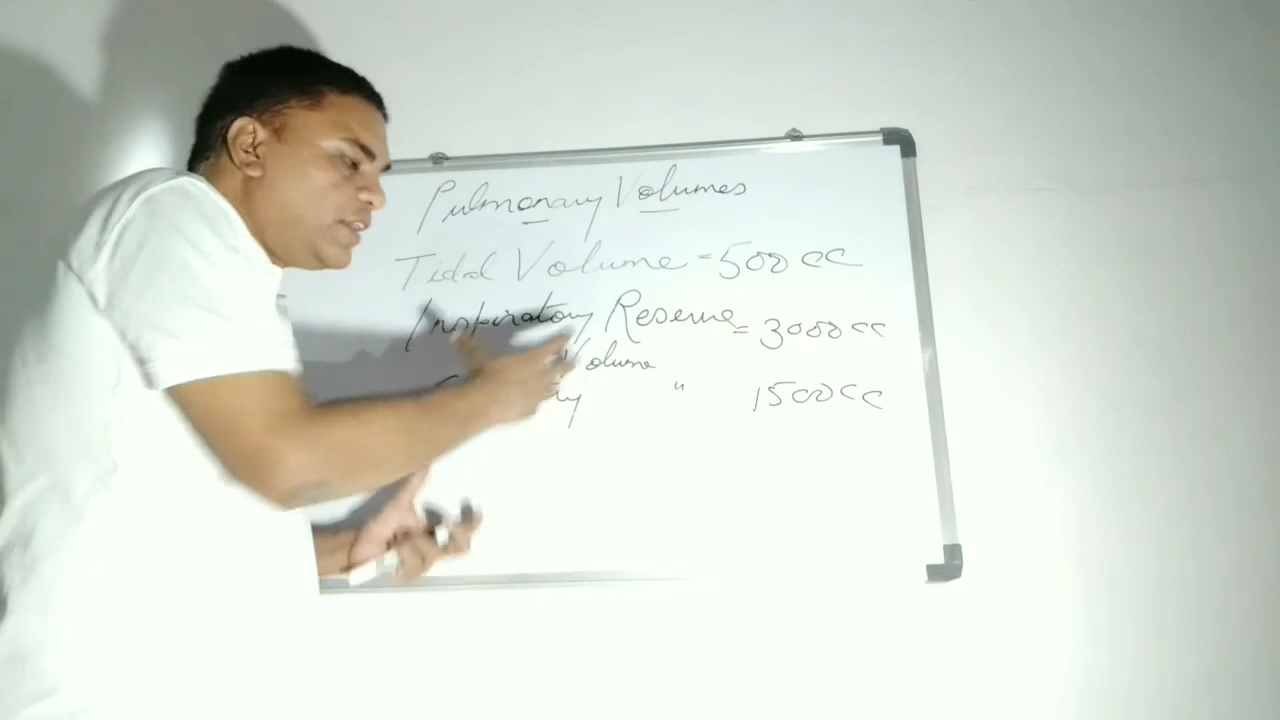 Pulmonary Volumes
Tidal Volume = 500 cc
Inspiratory Reserve = 3000 cc
Volume
" 1500 cc